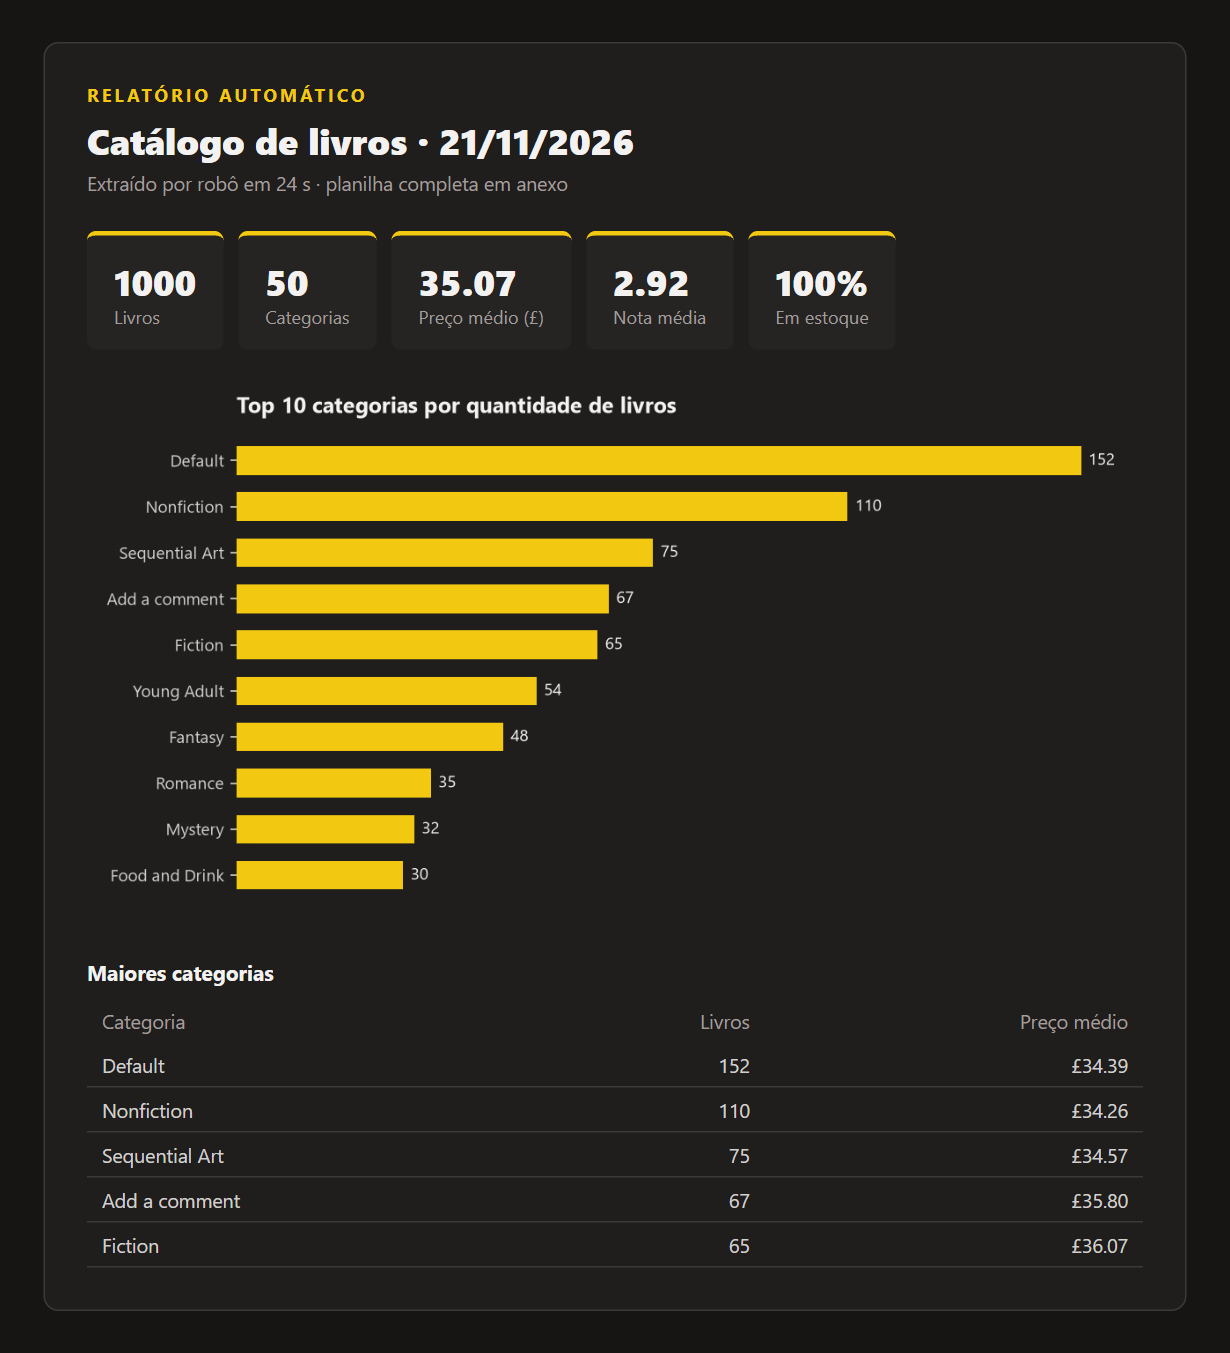 RELATÓRIO AUTOMÁTICO
Catálogo de livros · 21/11/2026
Extraído por robô em 24 s · planilha completa em anexo
1000 50 35.07 2.92 100%
Livros Categorias Preço médio (£) Nota média Em estoque
Top 10 categorias por quantidade de livros
Default 152
Nonfiction 110
Sequential Art 75
Add a comment 67
Fiction 65
Young Adult 54
Fantasy 48
Romance 35
Mystery 32
Food and Drink 30
Maiores categorias
Categoria Livros Preço médio
Default 152 £34.39
Nonfiction 110 £34.26
Sequential Art 75 £34.57
Add a comment 67 £35.80
Fiction 65 £36.07